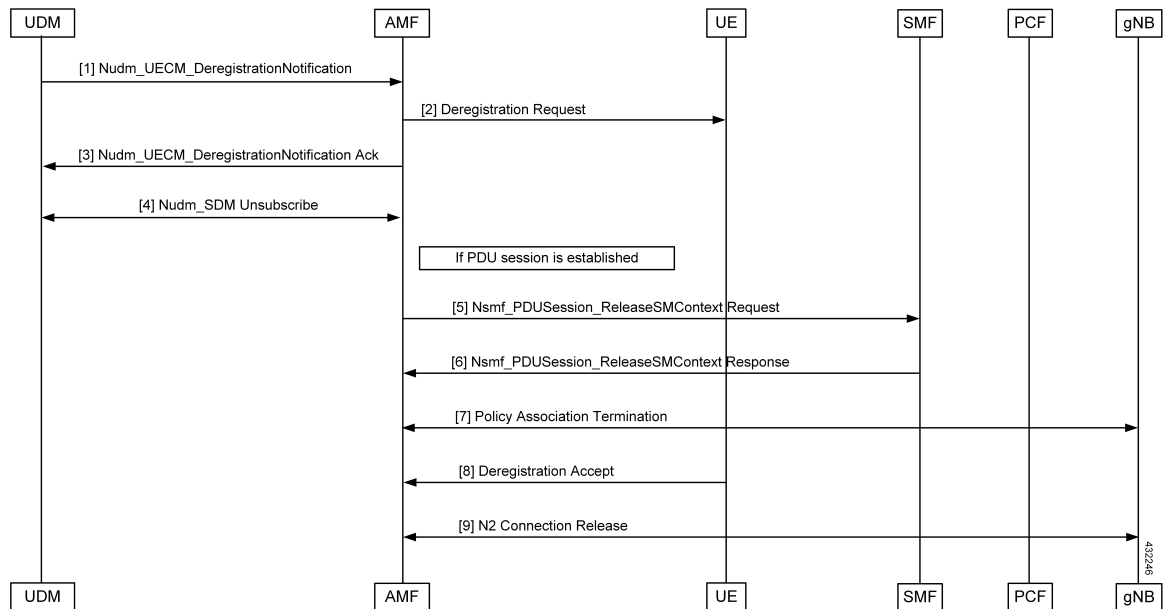 UDM AMF UE SMF PCF gNB
[1] Nudm_UECM_DeregistrationNotification
[2] Deregistration Request
[3] Nudm_UECM_DeregistrationNotification Ack
[4] Nudm_SDM Unsubscribe
If PDU session is established
[5] Nsmf_PDUSession_ReleaseSMContext Request
[6] Nsmf_PDUSession_ReleaseSMContext Response
[7] Policy Association Termination
[8] Deregistration Accept
[9] N2 Connection Release
432246
UDM AMF UE SMF PCF gNB